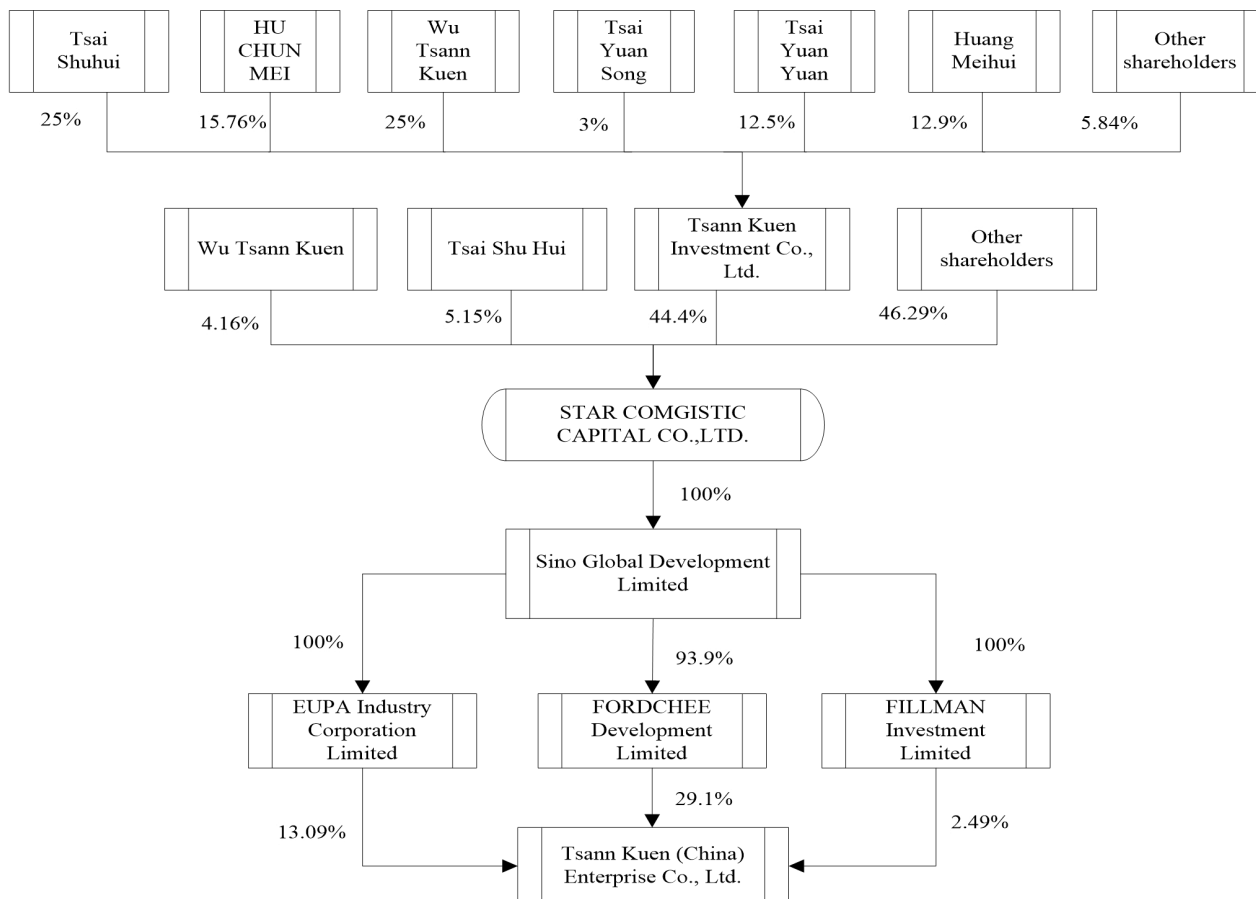 Tsai
Shuhui
HU
CHUN
MEI
Wu
Tsann
Kuen
Tsai
Yuan
Song
Tsai
Yuan
Yuan
Huang
Meihui
Other
shareholders
25%
15.76%
25%
3%
12.5%
12.9%
5.84%
Wu Tsann Kuen
Tsai Shu Hui
Tsann Kuen
Investment Co.,
Ltd.
Other
shareholders
4.16%
5.15%
44.4%
46.29%
STAR COMGISTIC
CAPITAL CO.,LTD.
100%
Sino Global Development
Limited
100%
93.9%
100%
EUPA Industry
Corporation
Limited
FORDCHEE
Development
Limited
FILLMAN
Investment
Limited
13.09%
29.1%
2.49%
Tsann Kuen (China)
Enterprise Co., Ltd.